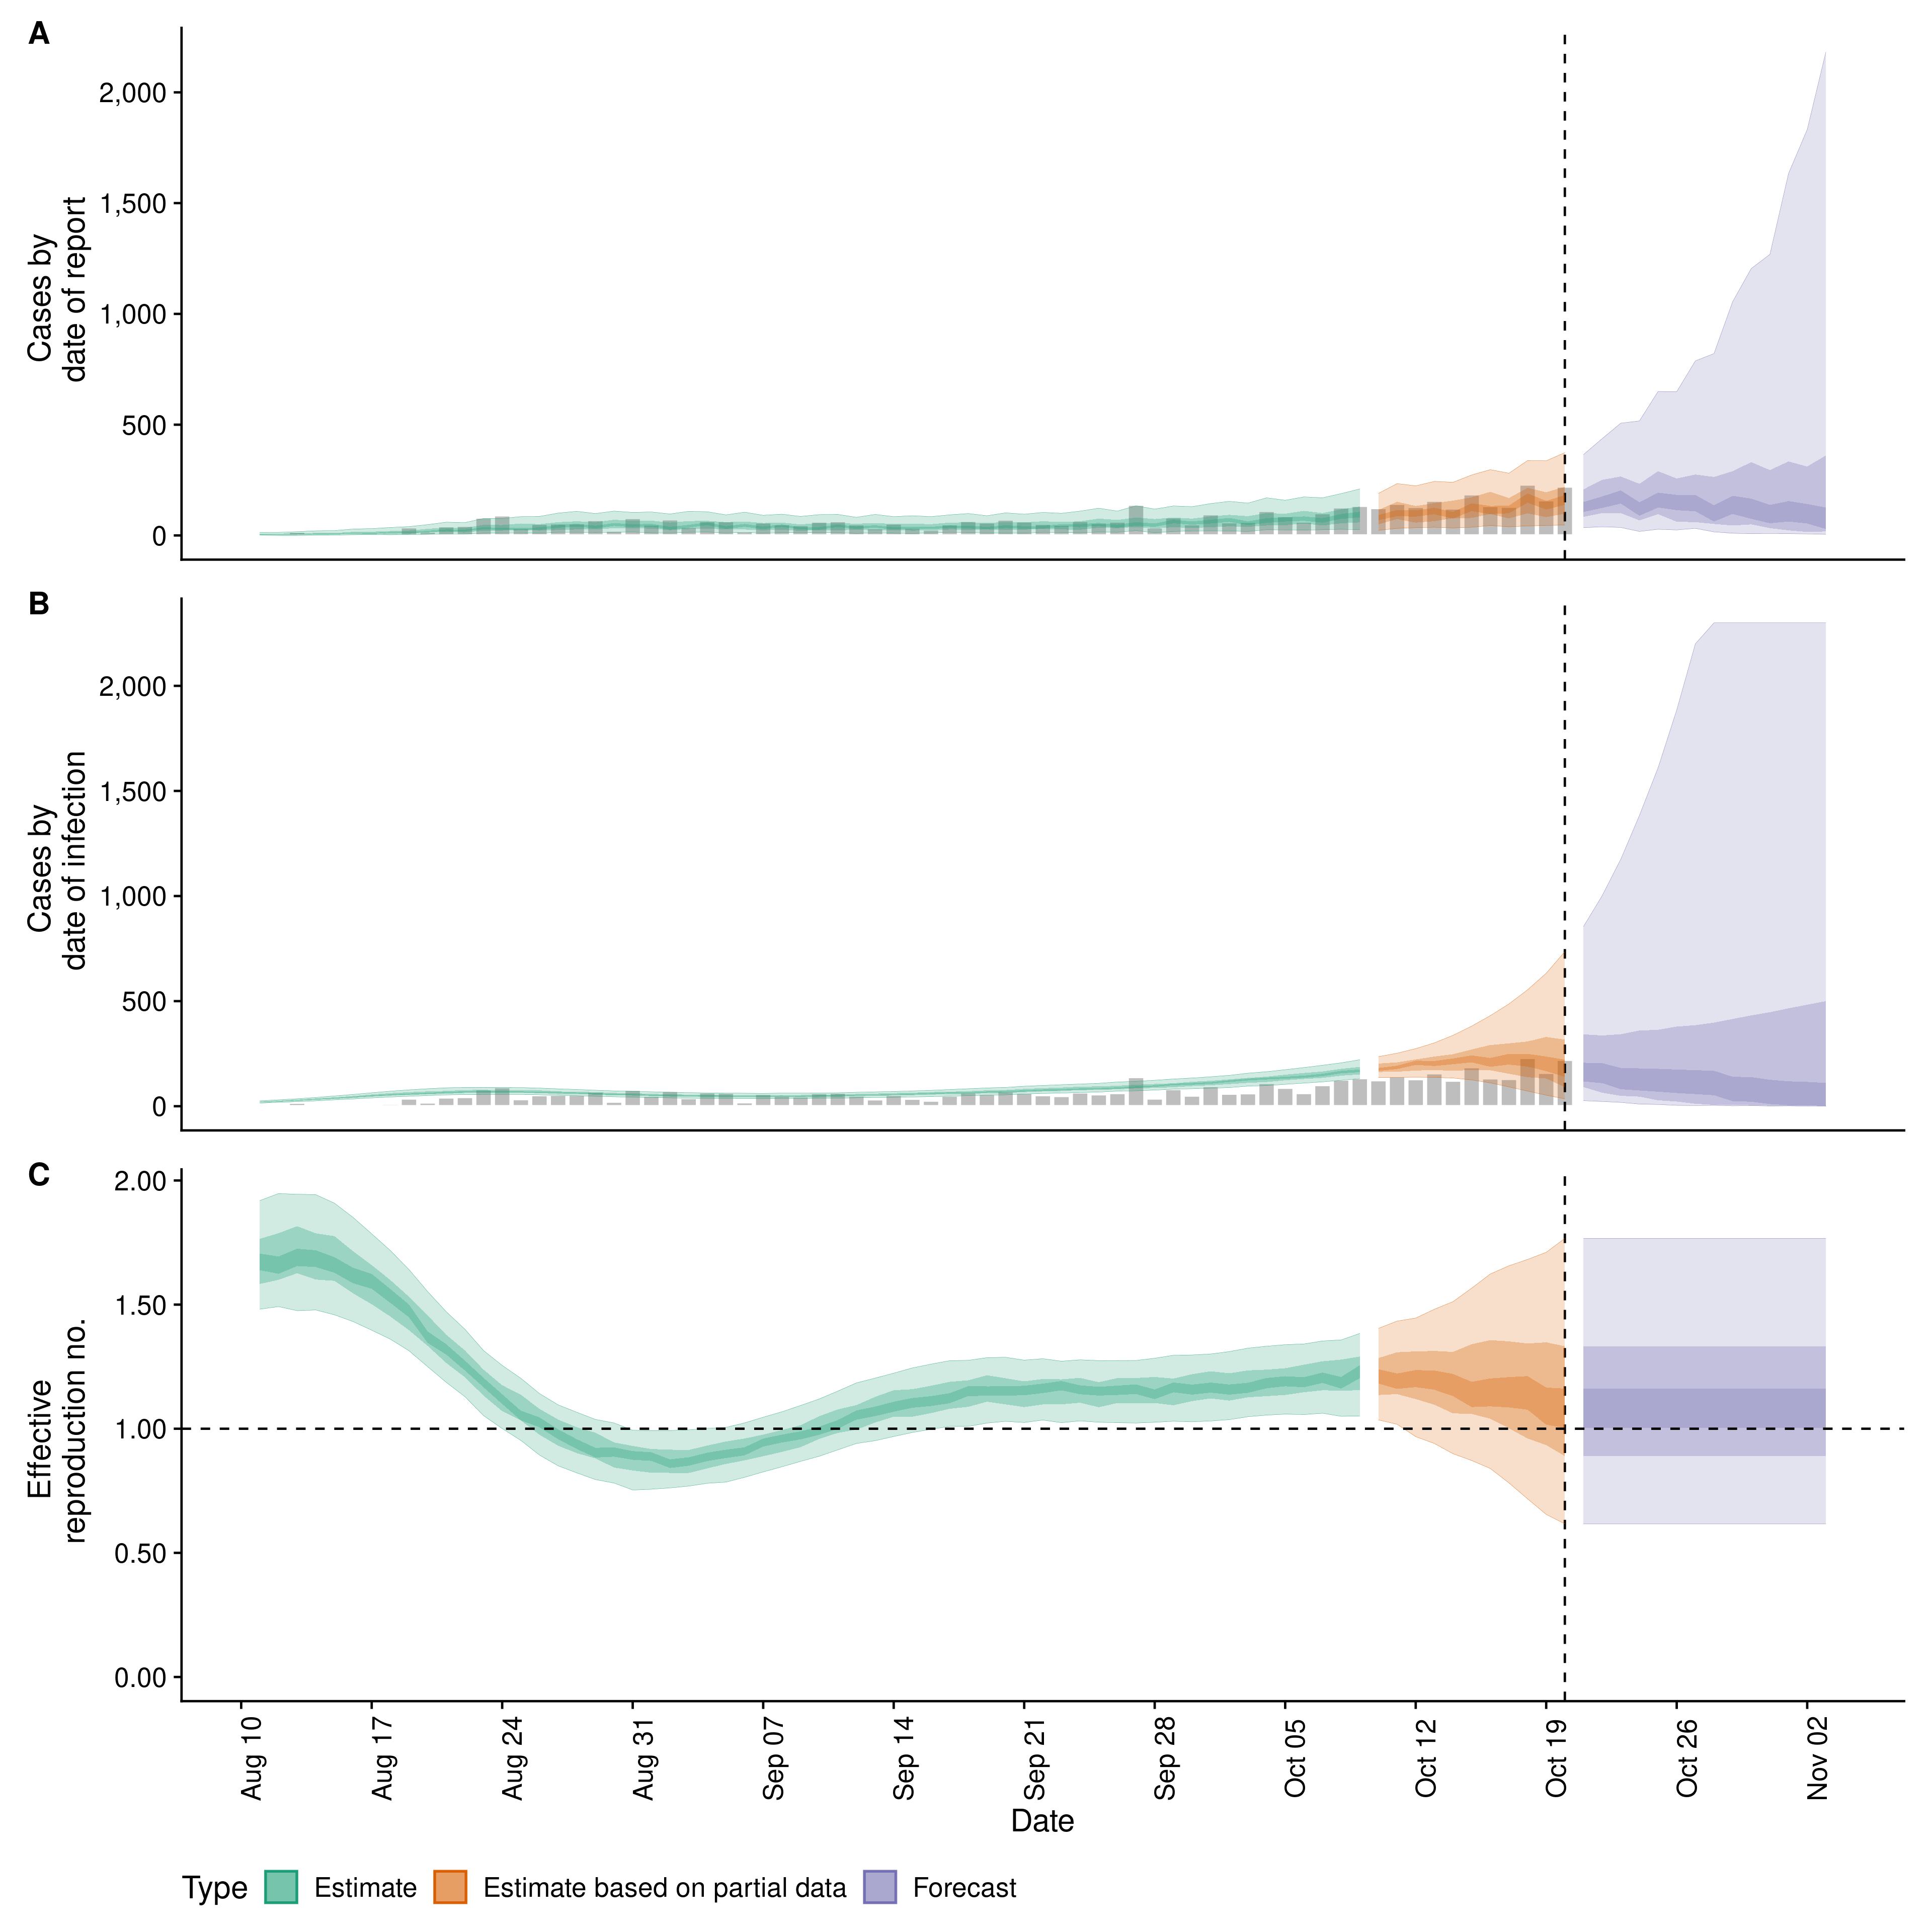 A
Cases by
date of report
2,000
1,500
1,000
500
0
B
Cases by
date of infection
2,000
1,500
1,000
500
0
C
Effective
reproduction no.
2.00
1.50
1.00
0.50
0.00
Aug 10
Aug 17
Aug 24
Aug 31
Sep 07
Sep 14
Sep 21
Sep 28
Oct 05
Oct 12
Oct 19
Oct 26
Nov 02
Date
Type Estimate Estimate based on partial data Forecast